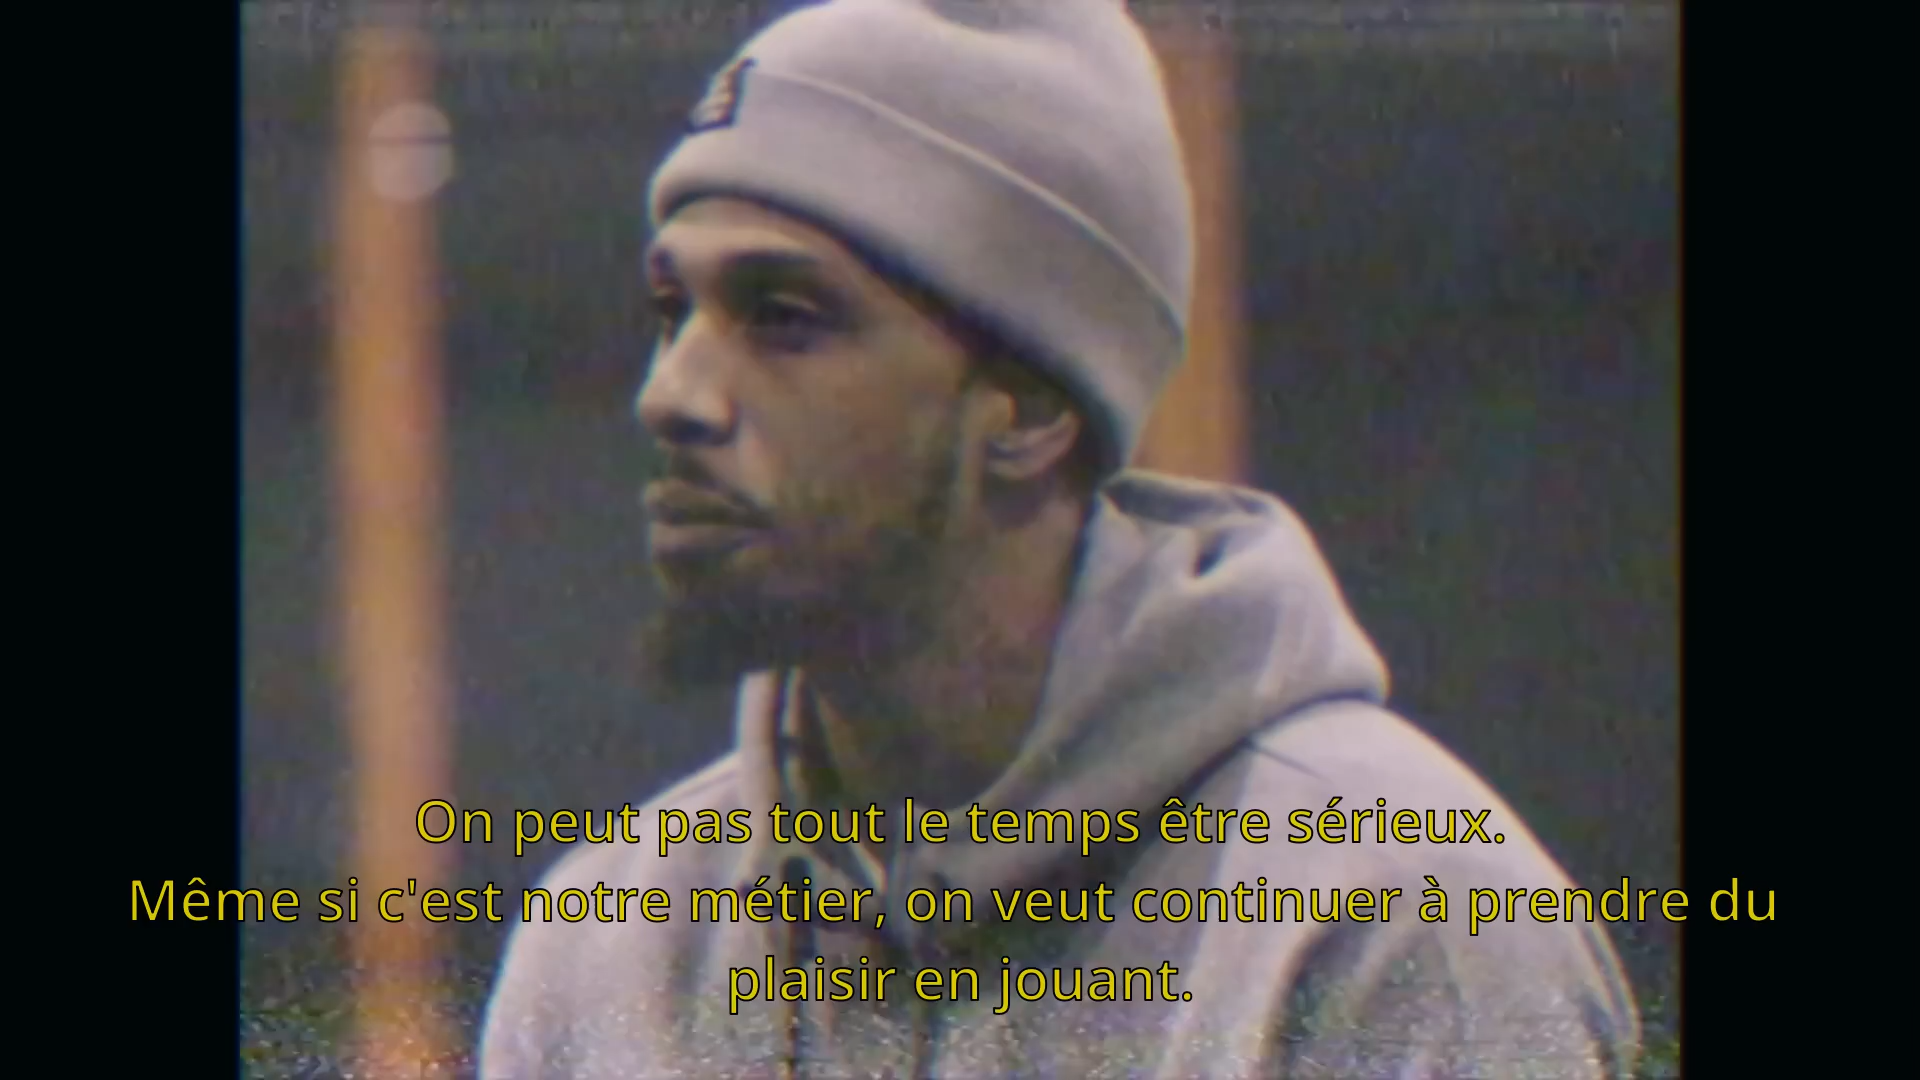 On peut pas tout le temps être sérieux.
Même si c'est notre métier, on veut continuer à prendre du
plaisir en jouant.